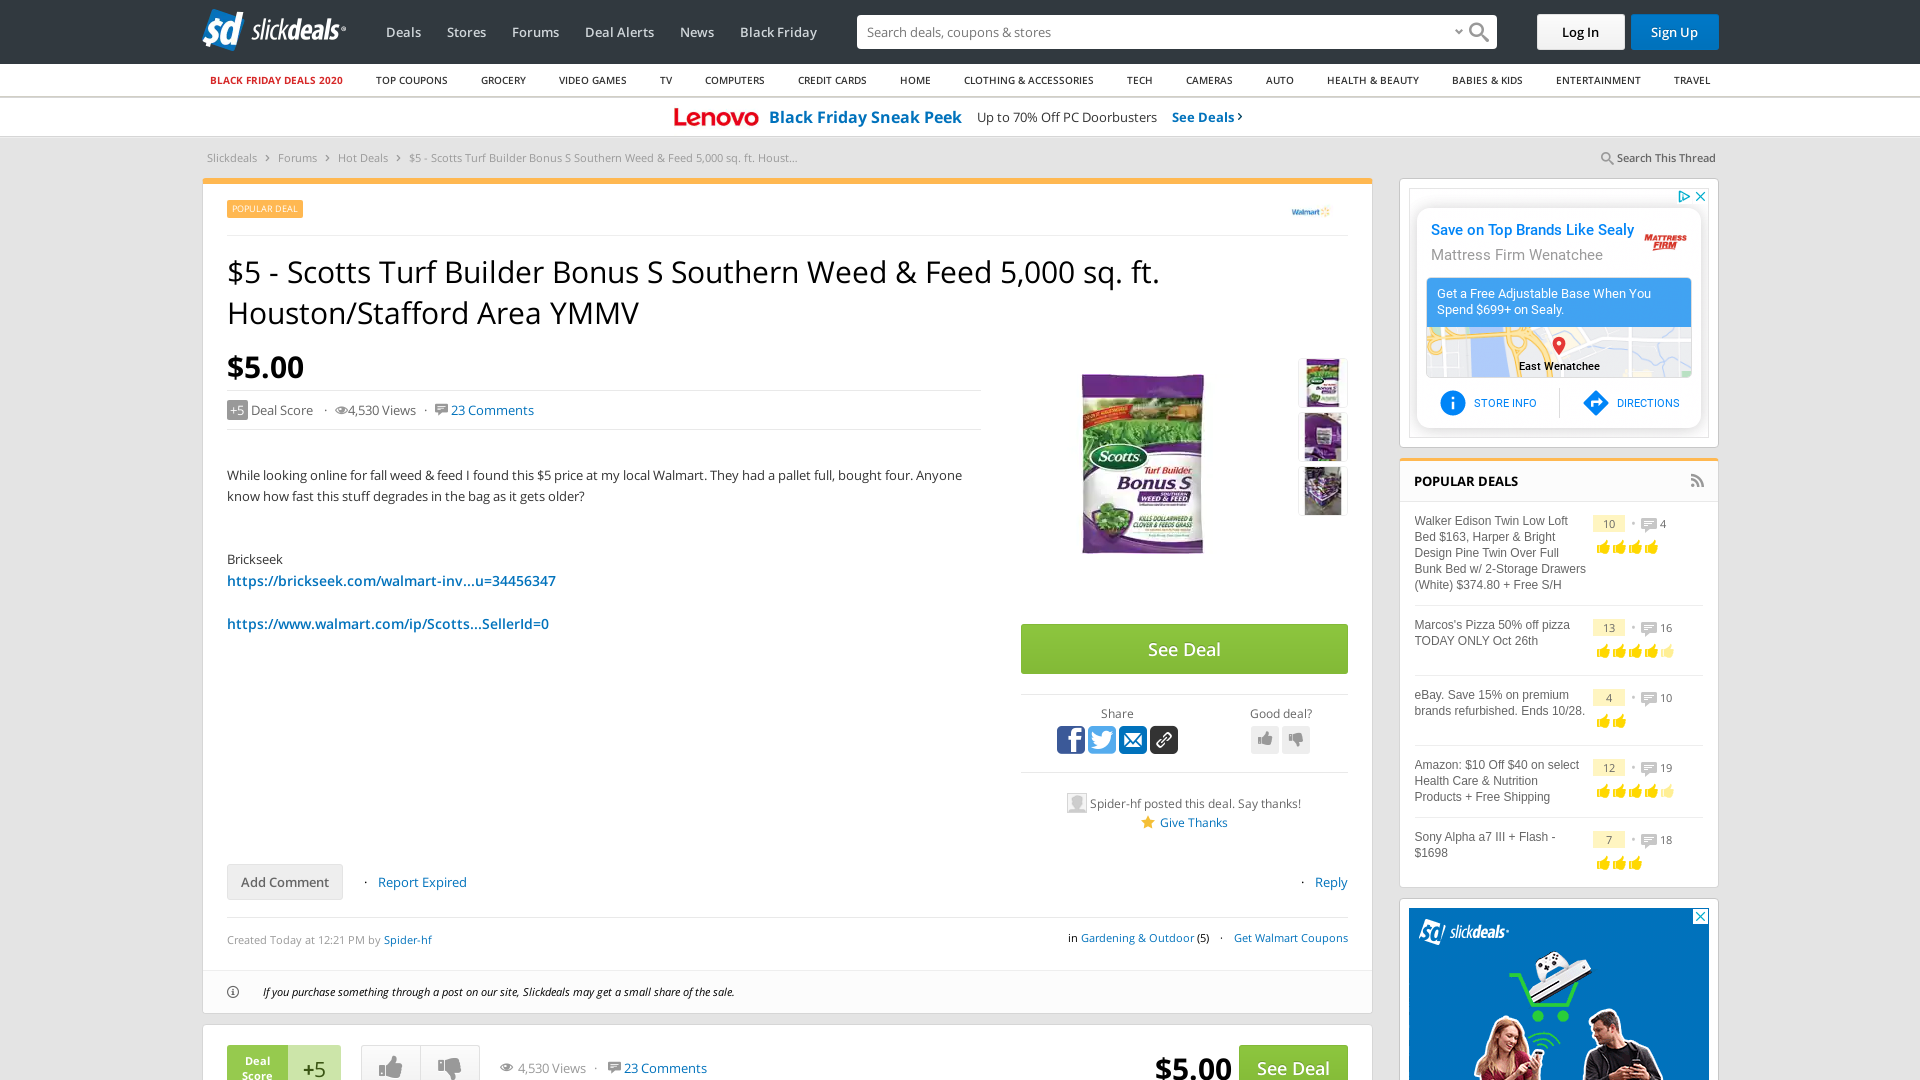 slickdeals
Deals Stores Forums Deal Alerts News Black Friday
Search deals, coupons & stores
Log In Sign Up
BLACK FRIDAY DEALS 2020 TOP COUPONS GROCERY VIDEO GAMES TV COMPUTERS CREDIT CARDS HOME CLOTHING & ACCESSORIES TECH CAMERAS AUTO HEALTH & BEAUTY BABIES & KIDS ENTERTAINMENT TRAVEL
Lenovo Black Friday Sneak Peek Up to 70% Off PC Doorbusters See Deals ›
Slickdeals › Forums › Hot Deals › $5 - Scotts Turf Builder Bonus S Southern Weed & Feed 5,000 sq. ft. Houst...
Search This Thread
POPULAR DEAL
Walmart
$5 - Scotts Turf Builder Bonus S Southern Weed & Feed 5,000 sq. ft.
Houston/Stafford Area YMMV
$5.00
+5 Deal Score · 4,530 Views · 23 Comments
While looking online for fall weed & feed I found this $5 price at my local Walmart. They had a pallet full, bought four. Anyone
know how fast this stuff degrades in the bag as it gets older?
Brickseek
https://brickseek.com/walmart-inv...u=34456347
https://www.walmart.com/ip/Scotts...SellerId=0
Scotts
Turf Builder
Bonus S
SOUTHERN
WEED & FEED
KILLS DOLLARWEED &
CLOVER & FEEDS GRASS
See Deal
Share
Good deal?
Spider-hf posted this deal. Say thanks!
Give Thanks
Add Comment · Report Expired
· Reply
Created Today at 12:21 PM by Spider-hf
in Gardening & Outdoor (5) · Get Walmart Coupons
If you purchase something through a post on our site, Slickdeals may get a small share of the sale.
Deal
Score
+5
4,530 Views · 23 Comments
$5.00 See Deal
Save on Top Brands Like Sealy
Mattress Firm Wenatchee
MATTRESS
FIRM
Get a Free Adjustable Base When You
Spend $699+ on Sealy.
East Wenatchee
STORE INFO DIRECTIONS
POPULAR DEALS
Walker Edison Twin Low Loft
Bed $163, Harper & Bright
Design Pine Twin Over Full
Bunk Bed w/ 2-Storage Drawers
(White) $374.80 + Free S/H
10 · 4
Marcos's Pizza 50% off pizza
TODAY ONLY Oct 26th
13 · 16
eBay. Save 15% on premium
brands refurbished. Ends 10/28.
4 · 10
Amazon: $10 Off $40 on select
Health Care & Nutrition
Products + Free Shipping
12 · 19
Sony Alpha a7 III + Flash -
$1698
7 · 18
slickdeals